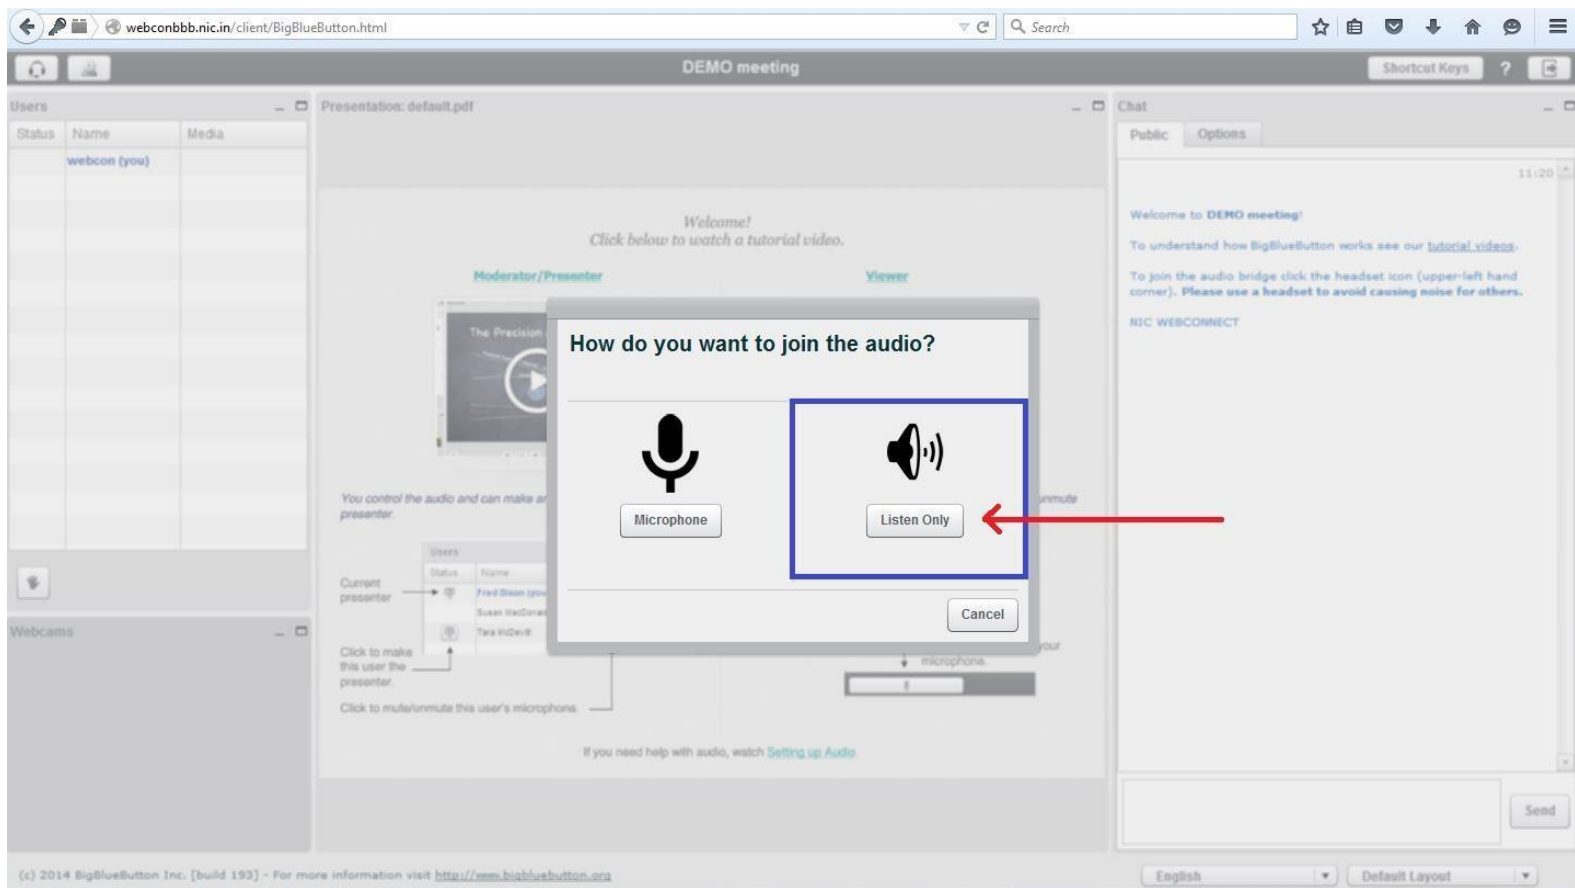 webconbbb.nic.in/client/BigBlueButton.html
Search
DEMO meeting
Shortcut Keys
?
Users
Status Name Media
webcon (you)
Webcams
Presentation: default.pdf
Welcome!
Click below to watch a tutorial video.
Moderator/Presenter
Viewer
The Precision
You control the audio and can make an
presenter.
unmute
Users
Status Name
Fred Dixon (you
Tara McDevitt
Current
presenter
Click to make
this user the
presenter.
Click to mute/unmute this user's microphone.
your
microphone.
If you need help with audio, watch Setting up Audio.
How do you want to join the audio?
Microphone
Listen Only
Cancel
Chat
Public Options
11:20
Welcome to DEMO meeting!
To understand how BigBlueButton works see our tutorial videos.
To join the audio bridge click the headset icon (upper-left hand
corner). Please use a headset to avoid causing noise for others.
NIC WEBCONNECT
Send
(c) 2014 BigBlueButton Inc. [build 193] - For more information visit http://www.bigbluebutton.org
English
Default Layout